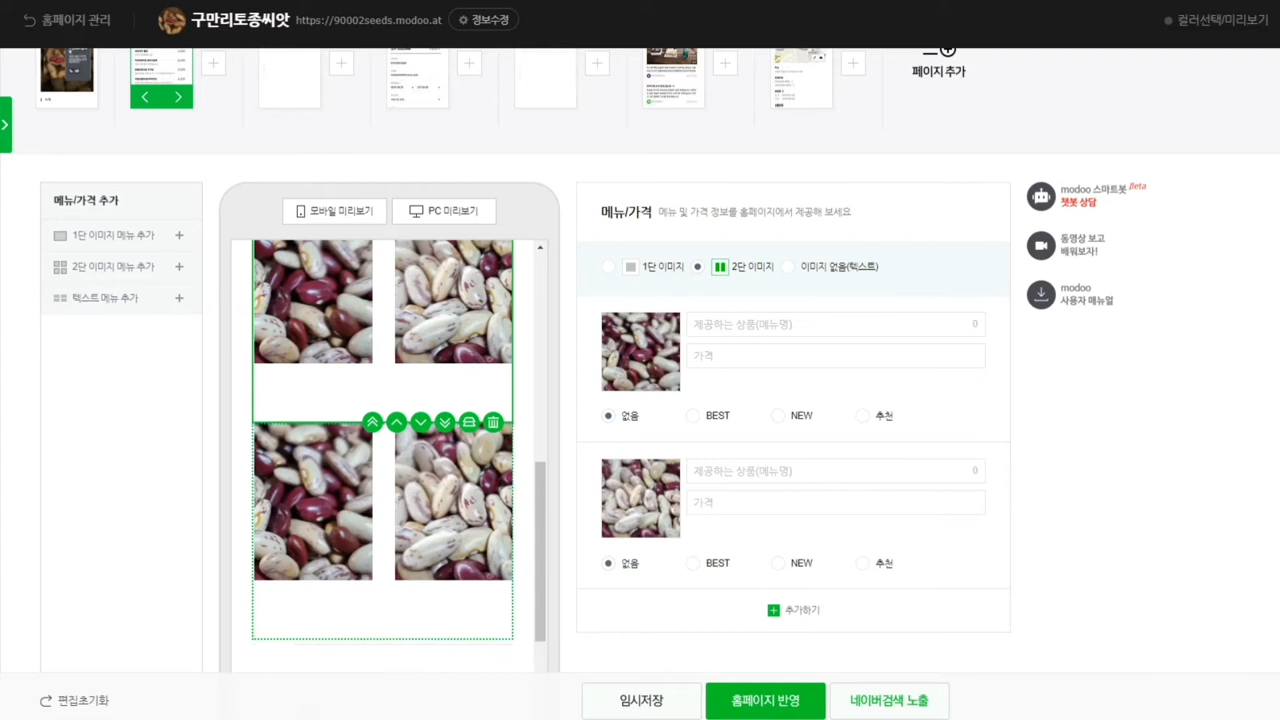 홈페이지 관리
구만리토종씨앗 https://90002seeds.modoo.at 정보수정
컬러선택/미리보기
페이지 추가
메뉴/가격 추가
1단 이미지 메뉴 추가
2단 이미지 메뉴 추가
텍스트 메뉴 추가
모바일 미리보기 PC 미리보기
메뉴/가격 메뉴 및 가격 정보를 홈페이지에서 제공해 보세요
1단 이미지 2단 이미지 이미지 없음(텍스트)
제공하는 상품(메뉴명) 0
가격
없음 BEST NEW 추천
제공하는 상품(메뉴명) 0
가격
없음 BEST NEW 추천
추가하기
modoo 스마트봇 Beta
챗봇 상담
동영상 보고
배워보자!
modoo
사용자 매뉴얼
편집초기화
임시저장 홈페이지 반영 네이버검색 노출